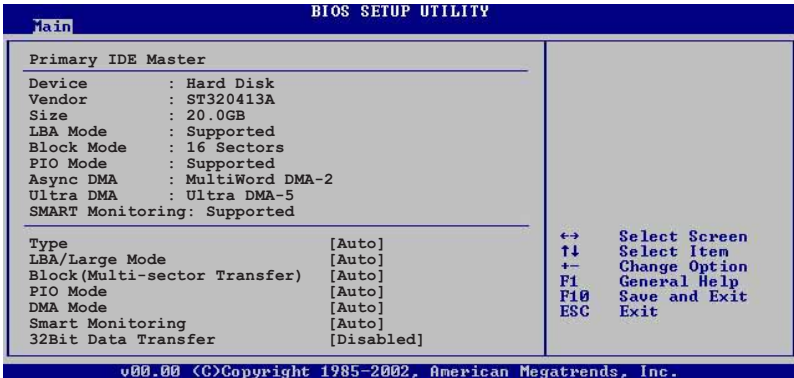 BIOS SETUP UTILITY
Main
Primary IDE Master
Device : Hard Disk
Vendor : ST320413A
Size : 20.0GB
LBA Mode : Supported
Block Mode : 16 Sectors
PIO Mode : Supported
Async DMA : MultiWord DMA-2
Ultra DMA : Ultra DMA-5
SMART Monitoring: Supported
Type [Auto]
LBA/Large Mode [Auto]
Block(Multi-sector Transfer) [Auto]
PIO Mode [Auto]
DMA Mode [Auto]
Smart Monitoring [Auto]
32Bit Data Transfer [Disabled]
↔ Select Screen
↑↓ Select Item
+- Change Option
F1 General Help
F10 Save and Exit
ESC Exit
v00.00 (C)Copyright 1985-2002, American Megatrends, Inc.